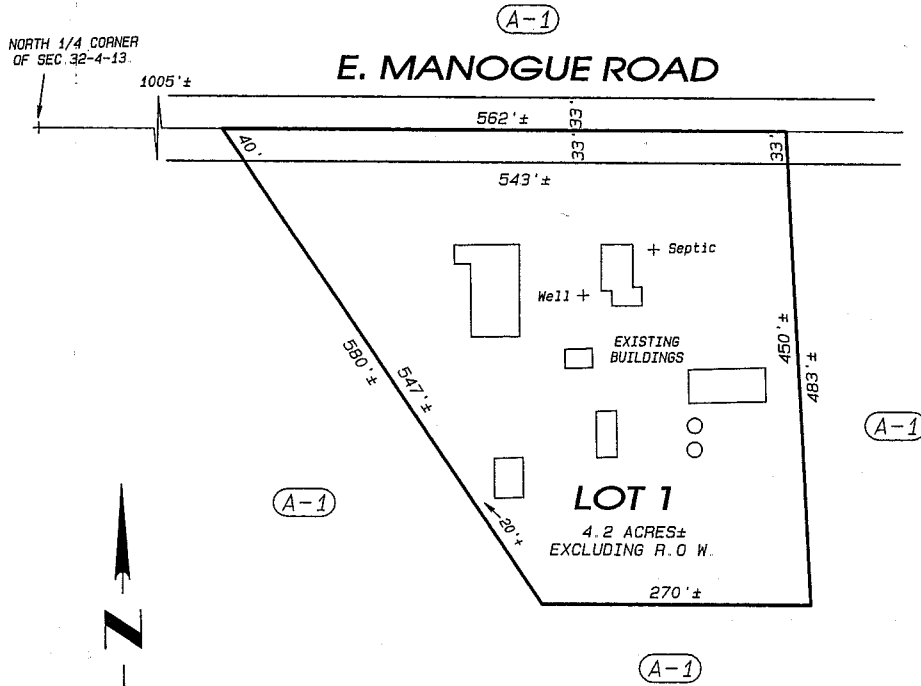 A-1
NORTH 1/4 CORNER
OF SEC. 32-4-13.
E. MANOGUE ROAD
1005'±
562'±
33'
40'
33'
33'
543'±
Septic
Well
EXISTING
BUILDINGS
450'±
483'±
580'±
547'±
A-1
A-1
LOT 1
20'±
4.2 ACRES±
EXCLUDING R.O W.
270'±
N
A-1